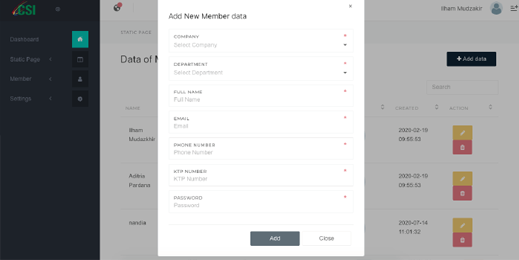 CSI
Ilham Mudzakir
Dashboard
Static Page
Member
Settings
STATIC PAGE
Data of M
Add data
Search
NAME
CREATED
ACTION
Ilham
Mudzakkir
2020-02-19
09:55:53
Aditria
Pardana
2020-02-19
09:55:53
nandia
2020-07-14
11:01:32
×
Add New Member data
COMPANY *
Select Company
DEPARTMENT *
Select Department
FULL NAME *
Full Name
EMAIL *
Email
PHONE NUMBER *
Phone Number
KTP NUMBER *
KTP Number
PASSWORD *
Password
Add
Close